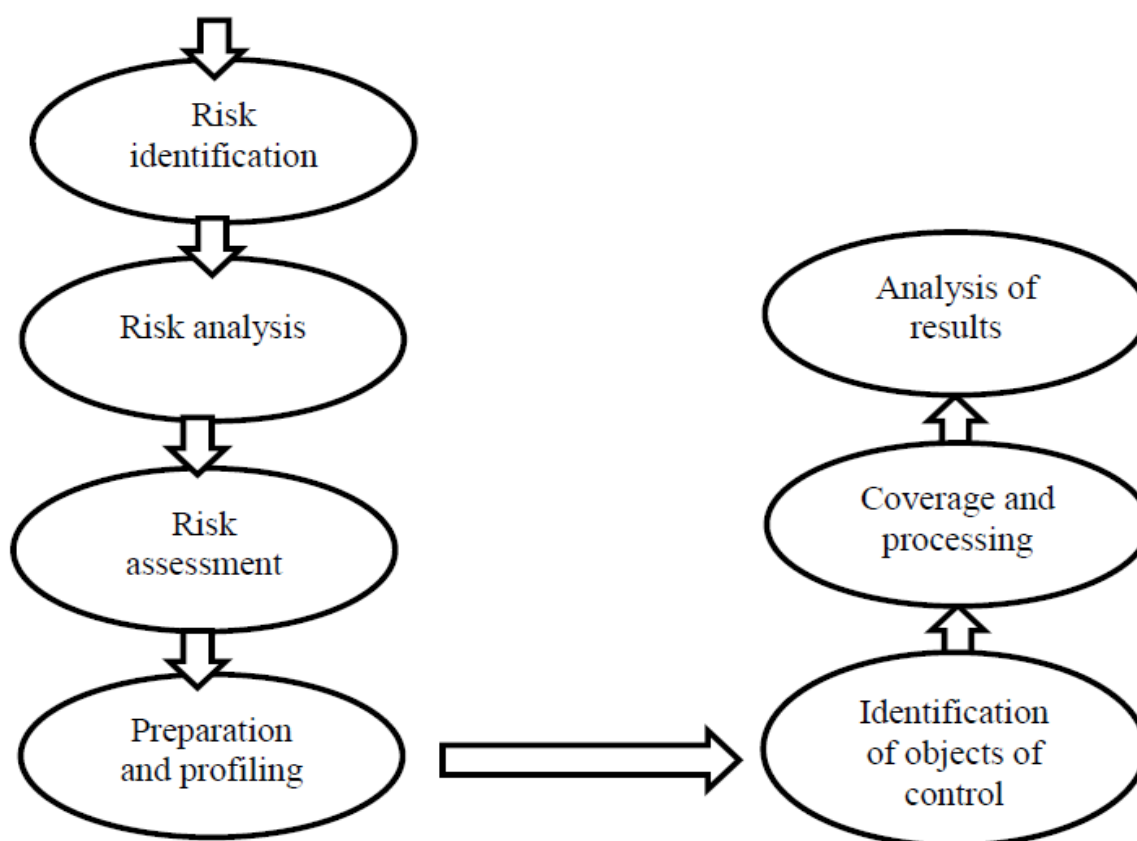 Risk
identification
Risk analysis
Risk
assessment
Preparation
and profiling
Identification
of objects of
control
Coverage and
processing
Analysis of
results